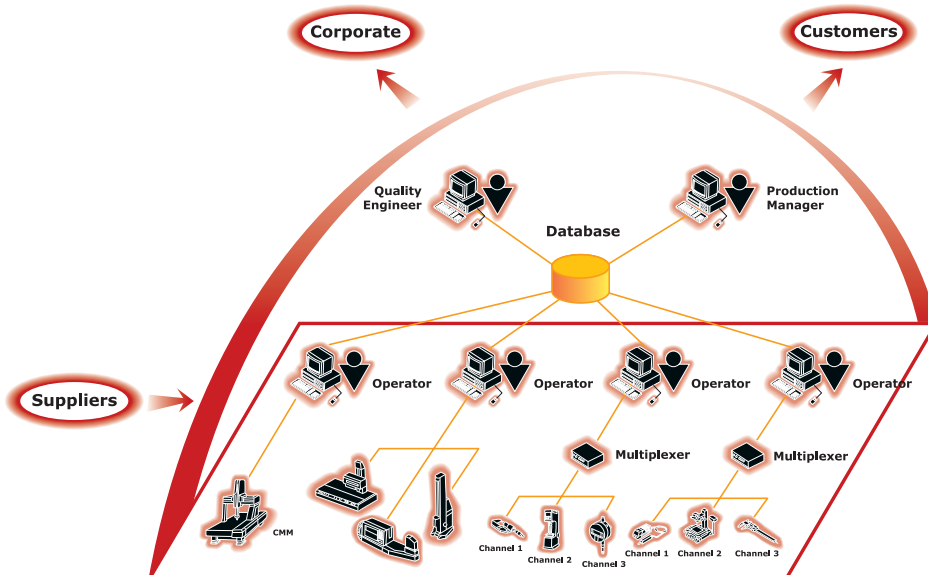 Corporate
Customers
Quality
Engineer
Production
Manager
Database
Suppliers
Operator
Operator
Operator
Operator
Multiplexer
Multiplexer
CMM
Channel 1
Channel 2
Channel 3
Channel 1
Channel 2
Channel 3